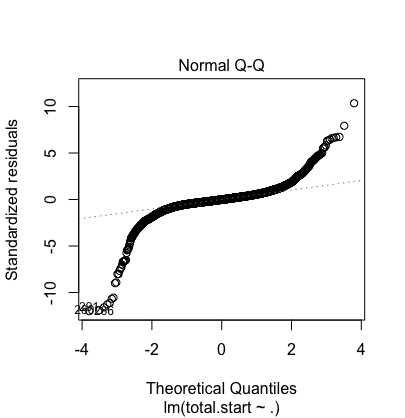 Normal Q-Q
Standardized residuals
10
5
0
-5
-10
-4
-2
0
2
4
Theoretical Quantiles
lm(total.start ~ .)